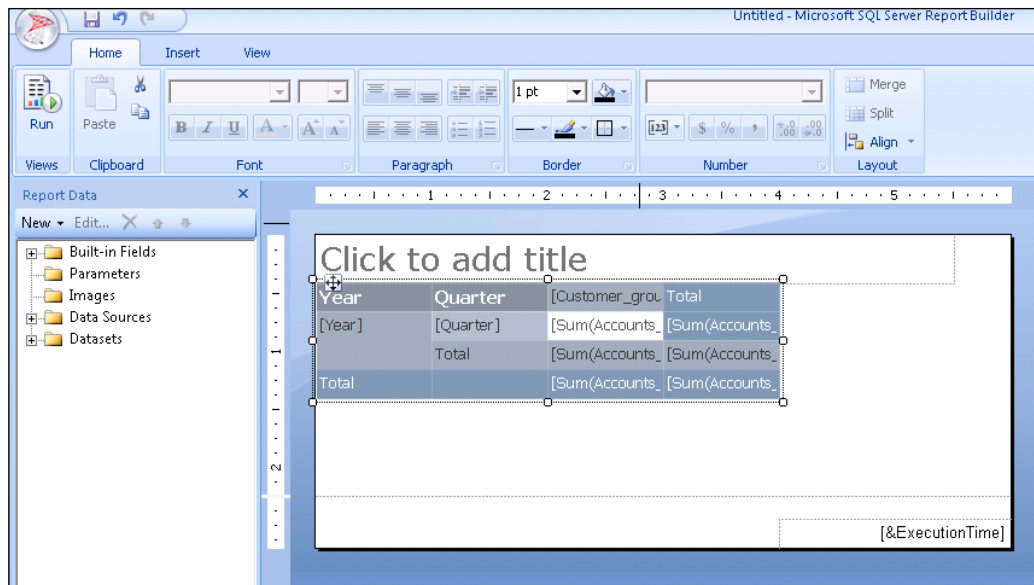 Untitled - Microsoft SQL Server Report Builder
Home Insert View
Run
Paste
1 pt
Merge
Split
Align
B I U A A A
123 $ % ,
Views Clipboard Font Paragraph Border Number Layout
Report Data
New Edit...
Built-in Fields
Parameters
Images
Data Sources
Datasets
1 2 3 4 5
1
2
Click to add title
Year Quarter [Customer_grou Total
[Year] [Quarter] [Sum(Accounts_ [Sum(Accounts_
Total [Sum(Accounts_ [Sum(Accounts_
Total [Sum(Accounts_ [Sum(Accounts_
[&ExecutionTime]